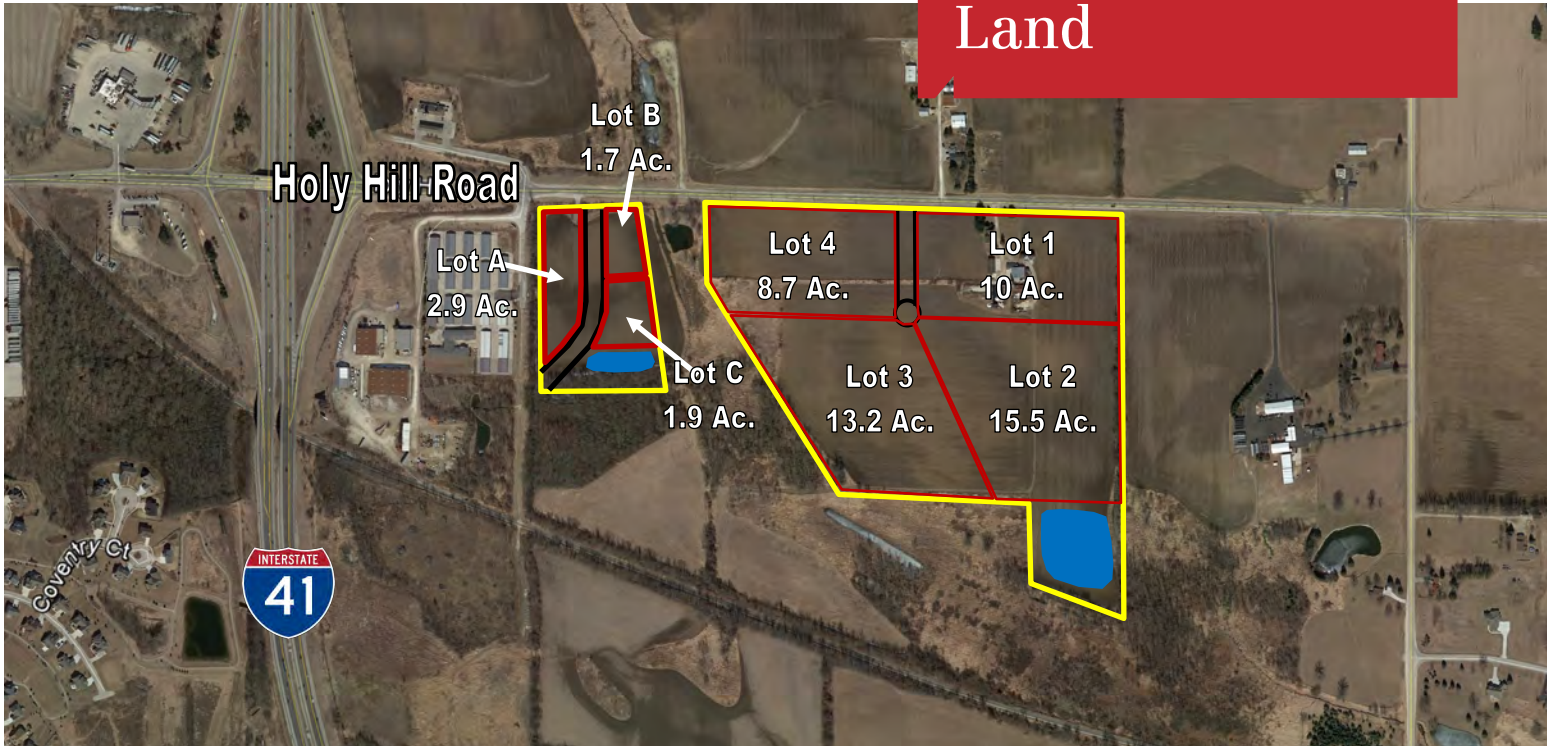 Land
Lot B
1.7 Ac.
Holy Hill Road
Lot A
2.9 Ac.
Lot 4
8.7 Ac.
Lot 1
10 Ac.
Lot C
1.9 Ac.
Lot 3
13.2 Ac.
Lot 2
15.5 Ac.
Coventry Ct
INTERSTATE
41